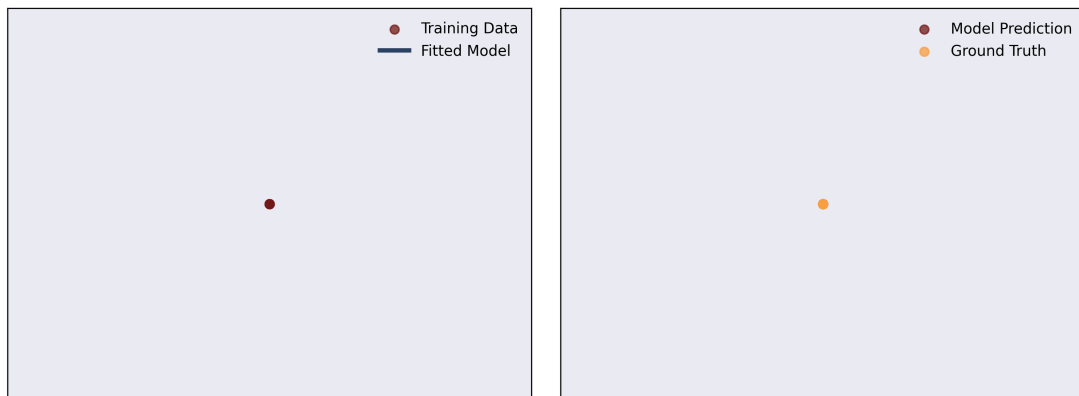 Training Data
Fitted Model
Model Prediction
Ground Truth